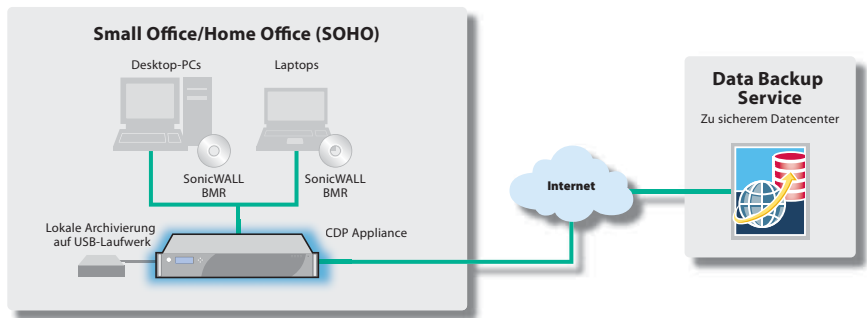 Small Office/Home Office (SOHO)
Desktop-PCs
Laptops
SonicWALL
BMR
SonicWALL
BMR
Lokale Archivierung
auf USB-Laufwerk
CDP Appliance
Internet
Data Backup
Service
Zu sicherem Datencenter